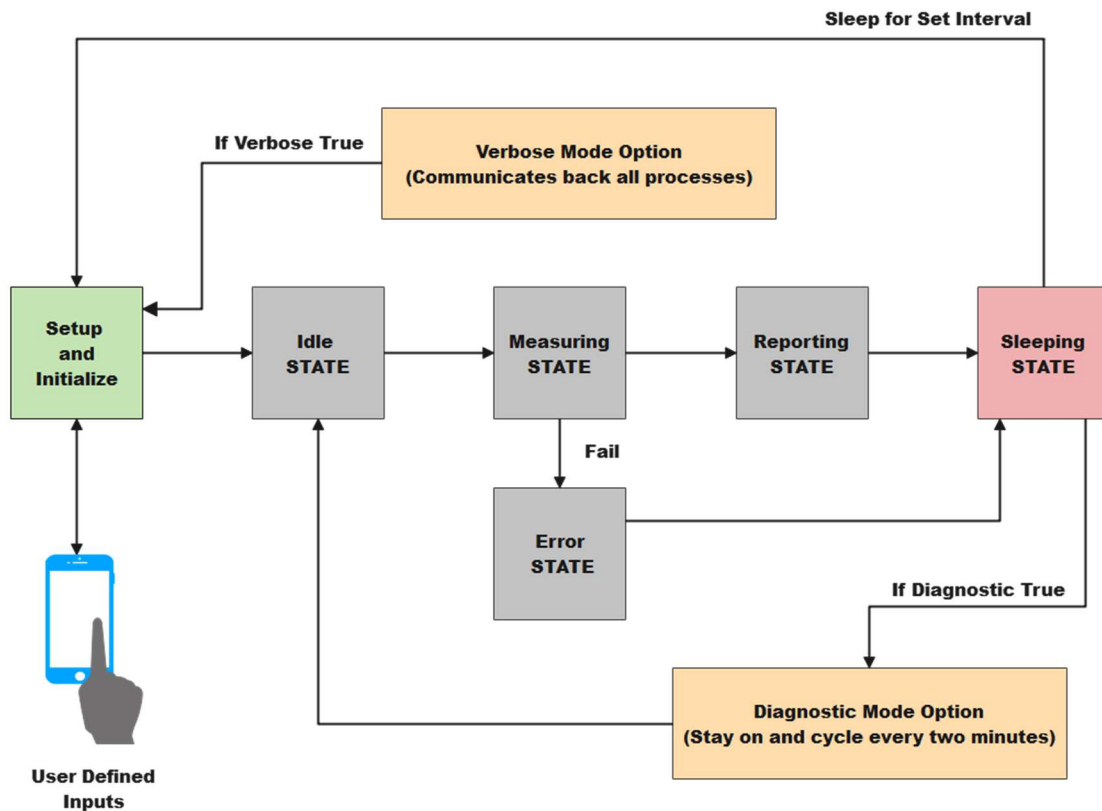 Sleep for Set Interval
If Verbose True
Verbose Mode Option
(Communicates back all processes)
Setup
and
Initialize
Idle
STATE
Measuring
STATE
Reporting
STATE
Sleeping
STATE
Fail
Error
STATE
If Diagnostic True
Diagnostic Mode Option
(Stay on and cycle every two minutes)
User Defined
Inputs